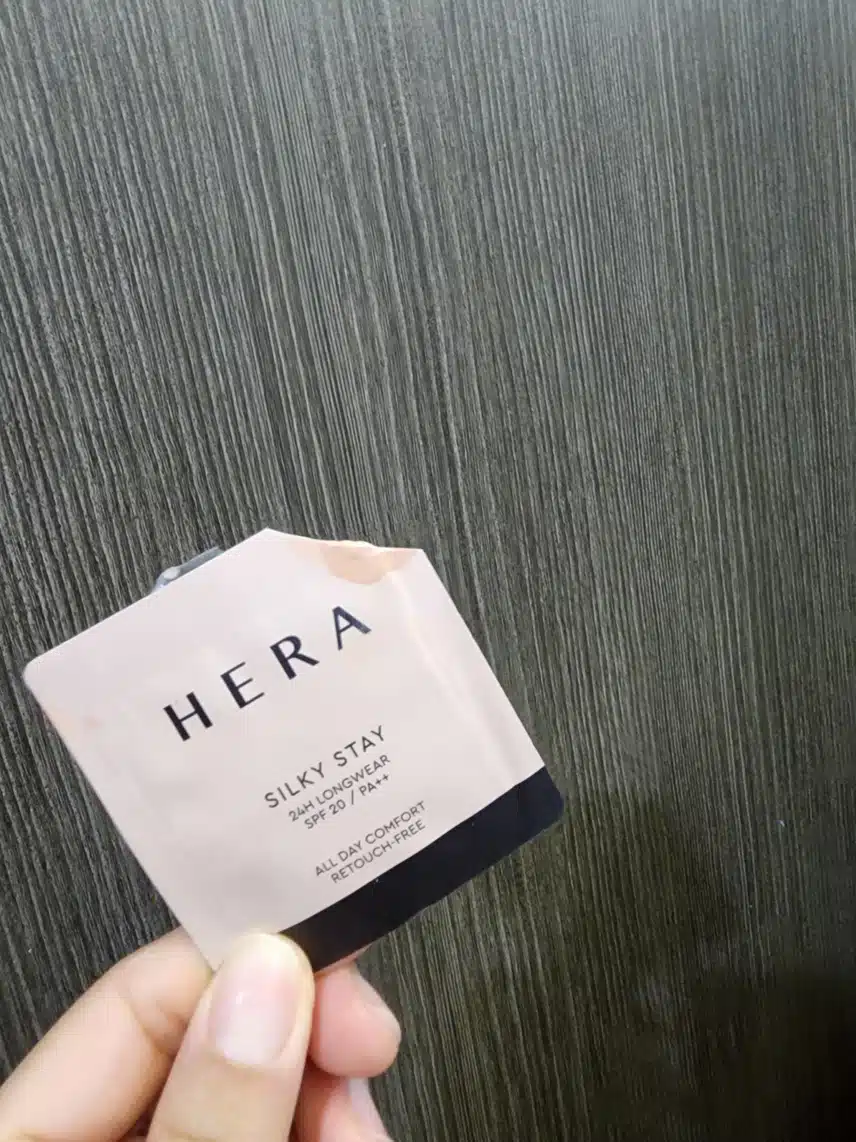 HERA
SILKY STAY
24H LONGWEAR
SPF 20 / PA++
ALL DAY COMFORT
RETOUCH-FREE